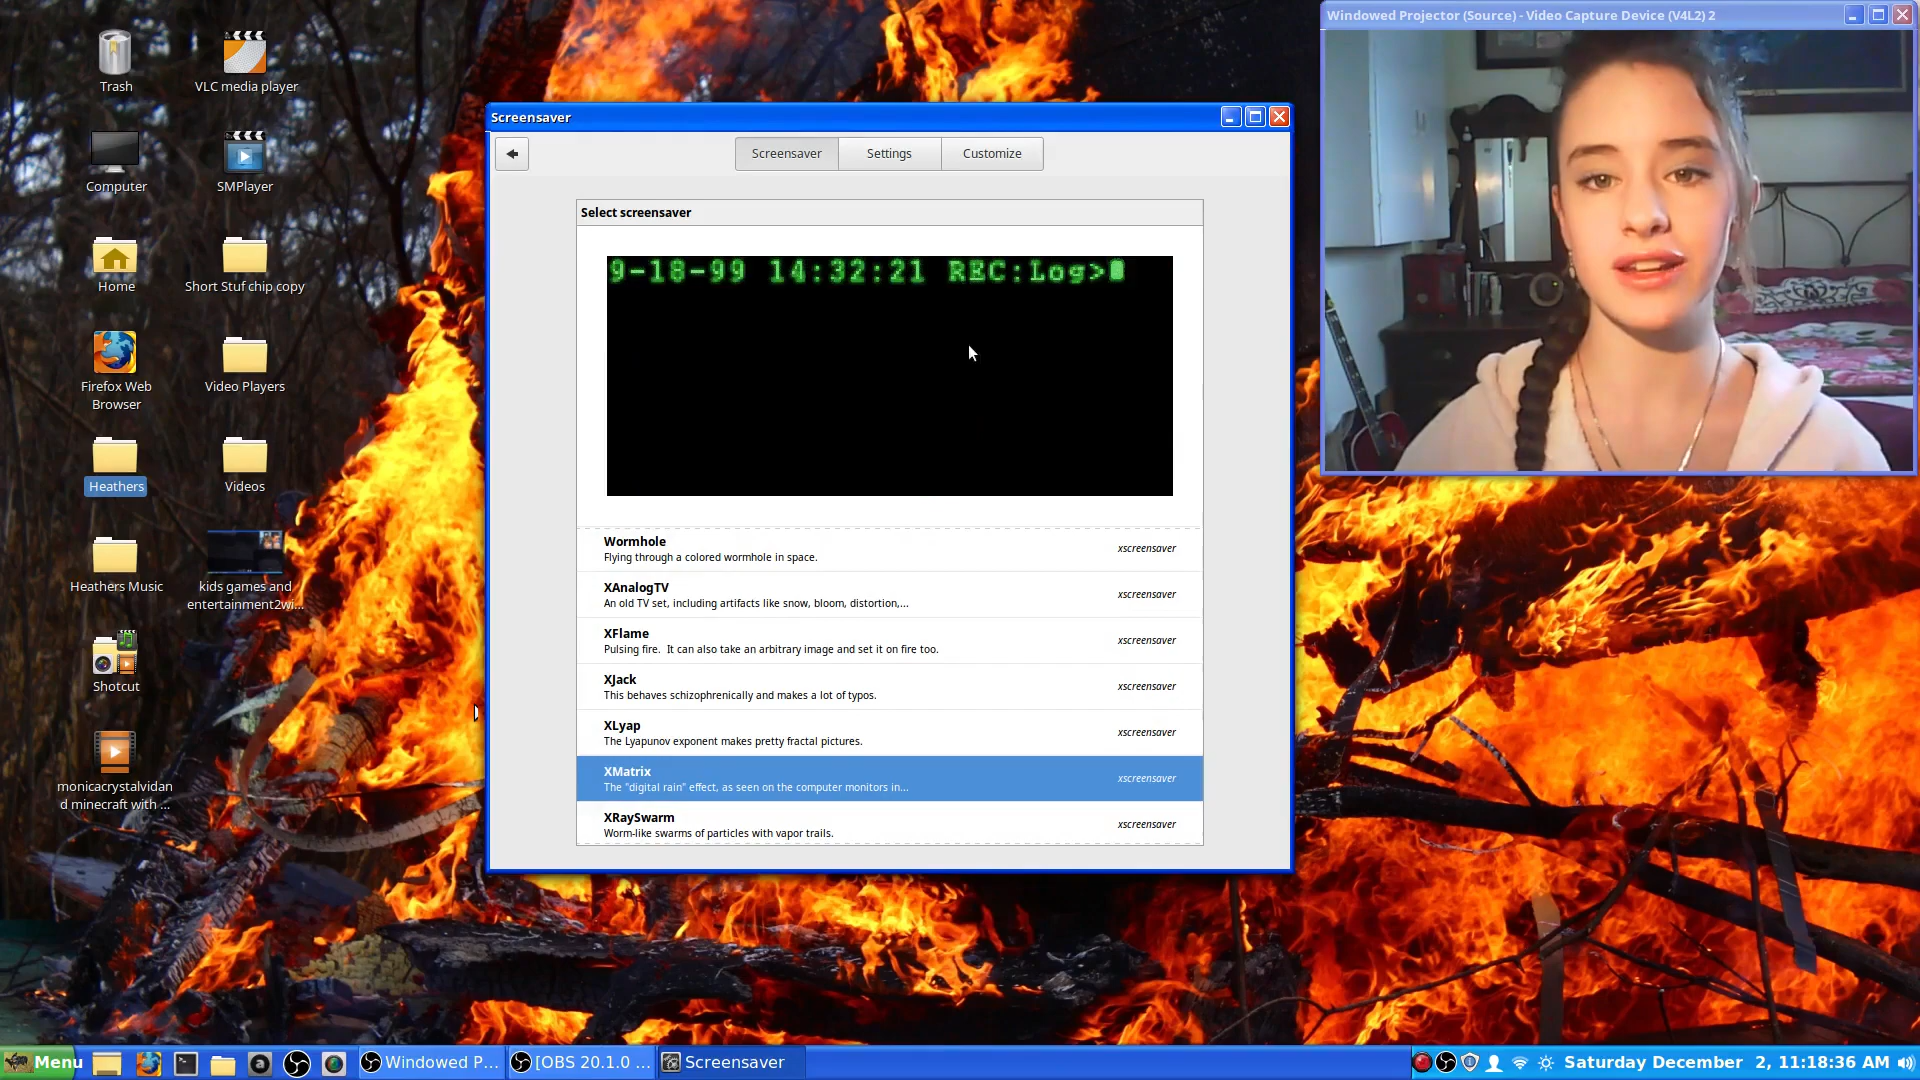 Trash
VLC media player
Computer
SMPlayer
Home
Short Stuf chip copy
Firefox Web
Browser
Video Players
Heathers
Videos
Heathers Music
kids games and
entertainment2wi...
Shotcut
monicacrystalvidan
d minecraft with ...
Screensaver
Screensaver
Settings
Customize
Select screensaver
9-18-99 14:32:21 REC:Log>
Wormhole
Flying through a colored wormhole in space.
xscreensaver
XAnalogTV
An old TV set, including artifacts like snow, bloom, distortion,...
xscreensaver
XFlame
Pulsing fire.  It can also take an arbitrary image and set it on fire too.
xscreensaver
XJack
This behaves schizophrenically and makes a lot of typos.
xscreensaver
XLyap
The Lyapunov exponent makes pretty fractal pictures.
xscreensaver
XMatrix
The "digital rain" effect, as seen on the computer monitors in...
xscreensaver
XRaySwarm
Worm-like swarms of particles with vapor trails.
xscreensaver
Windowed Projector (Source) - Video Capture Device (V4L2) 2
Menu
Windowed P...
[OBS 20.1.0 ...
Screensaver
Saturday December  2, 11:18:36 AM